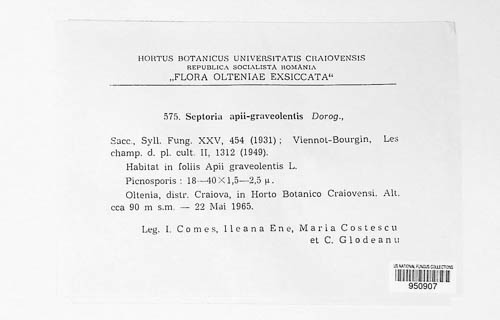 HORTUS BOTANICUS UNIVERSITATIS CRAIOVENSIS
REPUBLICA SOCIALISTĂ ROMÂNIA
„FLORA OLTENIAE EXSICCATA“
575. Septoria apii-graveolentis Dorog.,
Sacc., Syll. Fung. XXV, 454 (1931); Viennot-Bourgin, Les
champ. d. pl. cult. II, 1312 (1949).
Habitat in foliis Apii graveolentis L.
Picnosporis: 18—40×1,5—2,5 µ.
Oltenia, distr. Craiova, in Horto Botanico Craiovensi. Alt.
cca 90 m s.m. — 22 Mai 1965.
Leg. I. Comes, Ileana Ene, Maria Costescu
et C. Glodeanu
US NATIONAL FUNGUS COLLECTIONS
950907